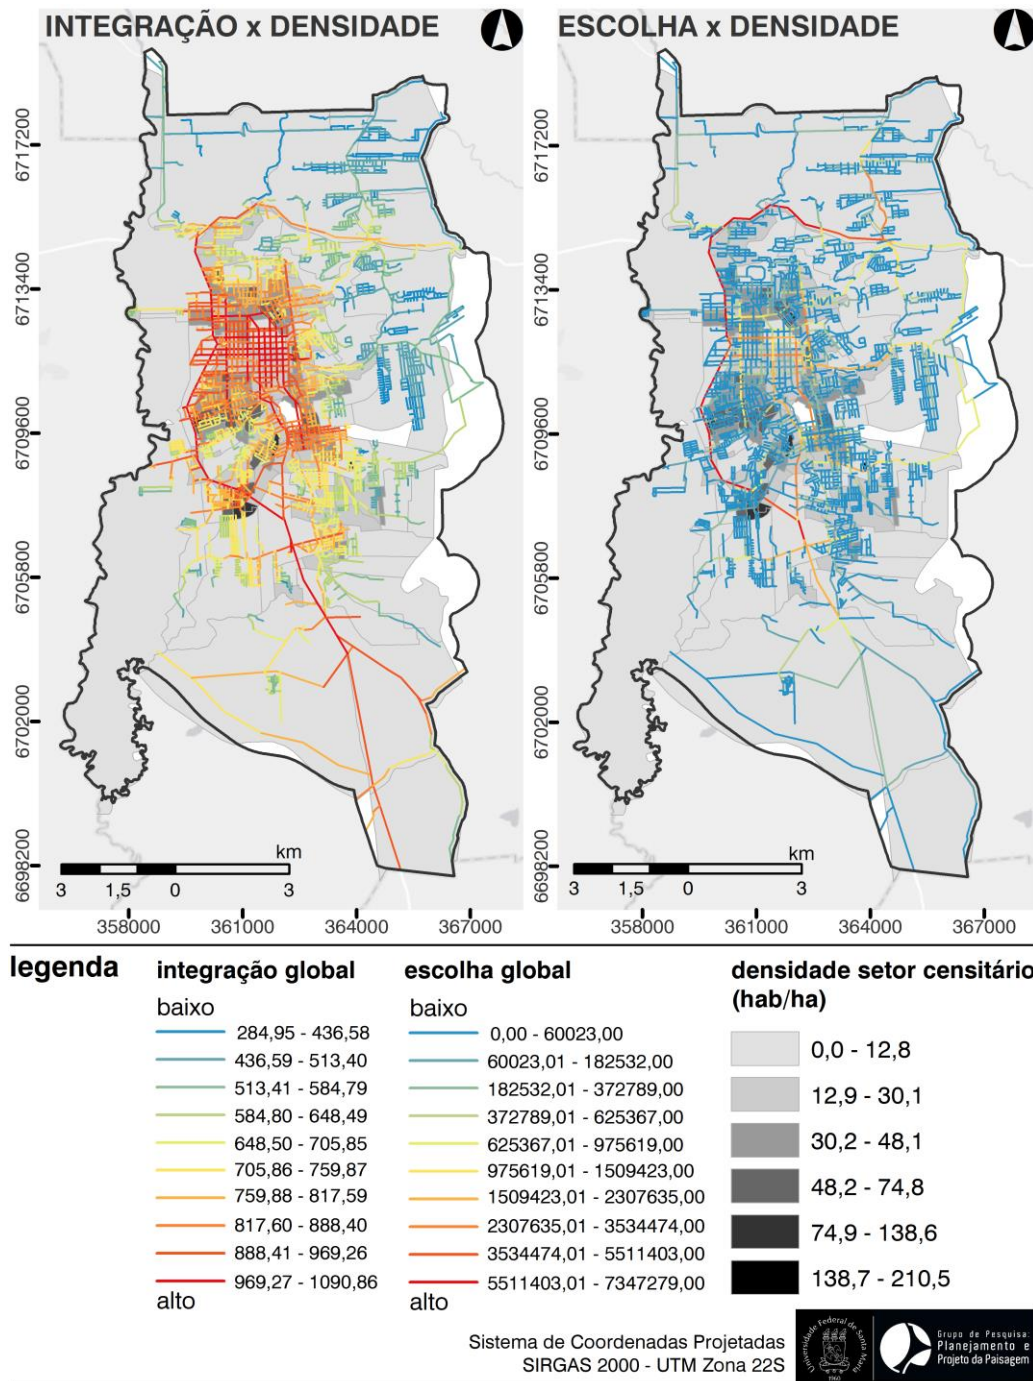 INTEGRAÇÃO x DENSIDADE
6717200
6713400
6709600
6705800
6702000
6698200
km
3 1,5 0 3
358000 361000 364000 367000
ESCOLHA x DENSIDADE
6717200
6713400
6709600
6705800
6702000
6698200
km
3 1,5 0 3
358000 361000 364000 367000
legenda
integração global
baixo
284,95 - 436,58
436,59 - 513,40
513,41 - 584,79
584,80 - 648,49
648,50 - 705,85
705,86 - 759,87
759,88 - 817,59
817,60 - 888,40
888,41 - 969,26
969,27 - 1090,86
alto
escolha global
baixo
0,00 - 60023,00
60023,01 - 182532,00
182532,01 - 372789,00
372789,01 - 625367,00
625367,01 - 975619,00
975619,01 - 1509423,00
1509423,01 - 2307635,00
2307635,01 - 3534474,00
3534474,01 - 5511403,00
5511403,01 - 7347279,00
alto
densidade setor censitário
(hab/ha)
0,0 - 12,8
12,9 - 30,1
30,2 - 48,1
48,2 - 74,8
74,9 - 138,6
138,7 - 210,5
Sistema de Coordenadas Projetadas
SIRGAS 2000 - UTM Zona 22S
Universidade Federal de Santa Maria
1960
Grupo de Pesquisa:
Planejamento e
Projeto da Paisagem